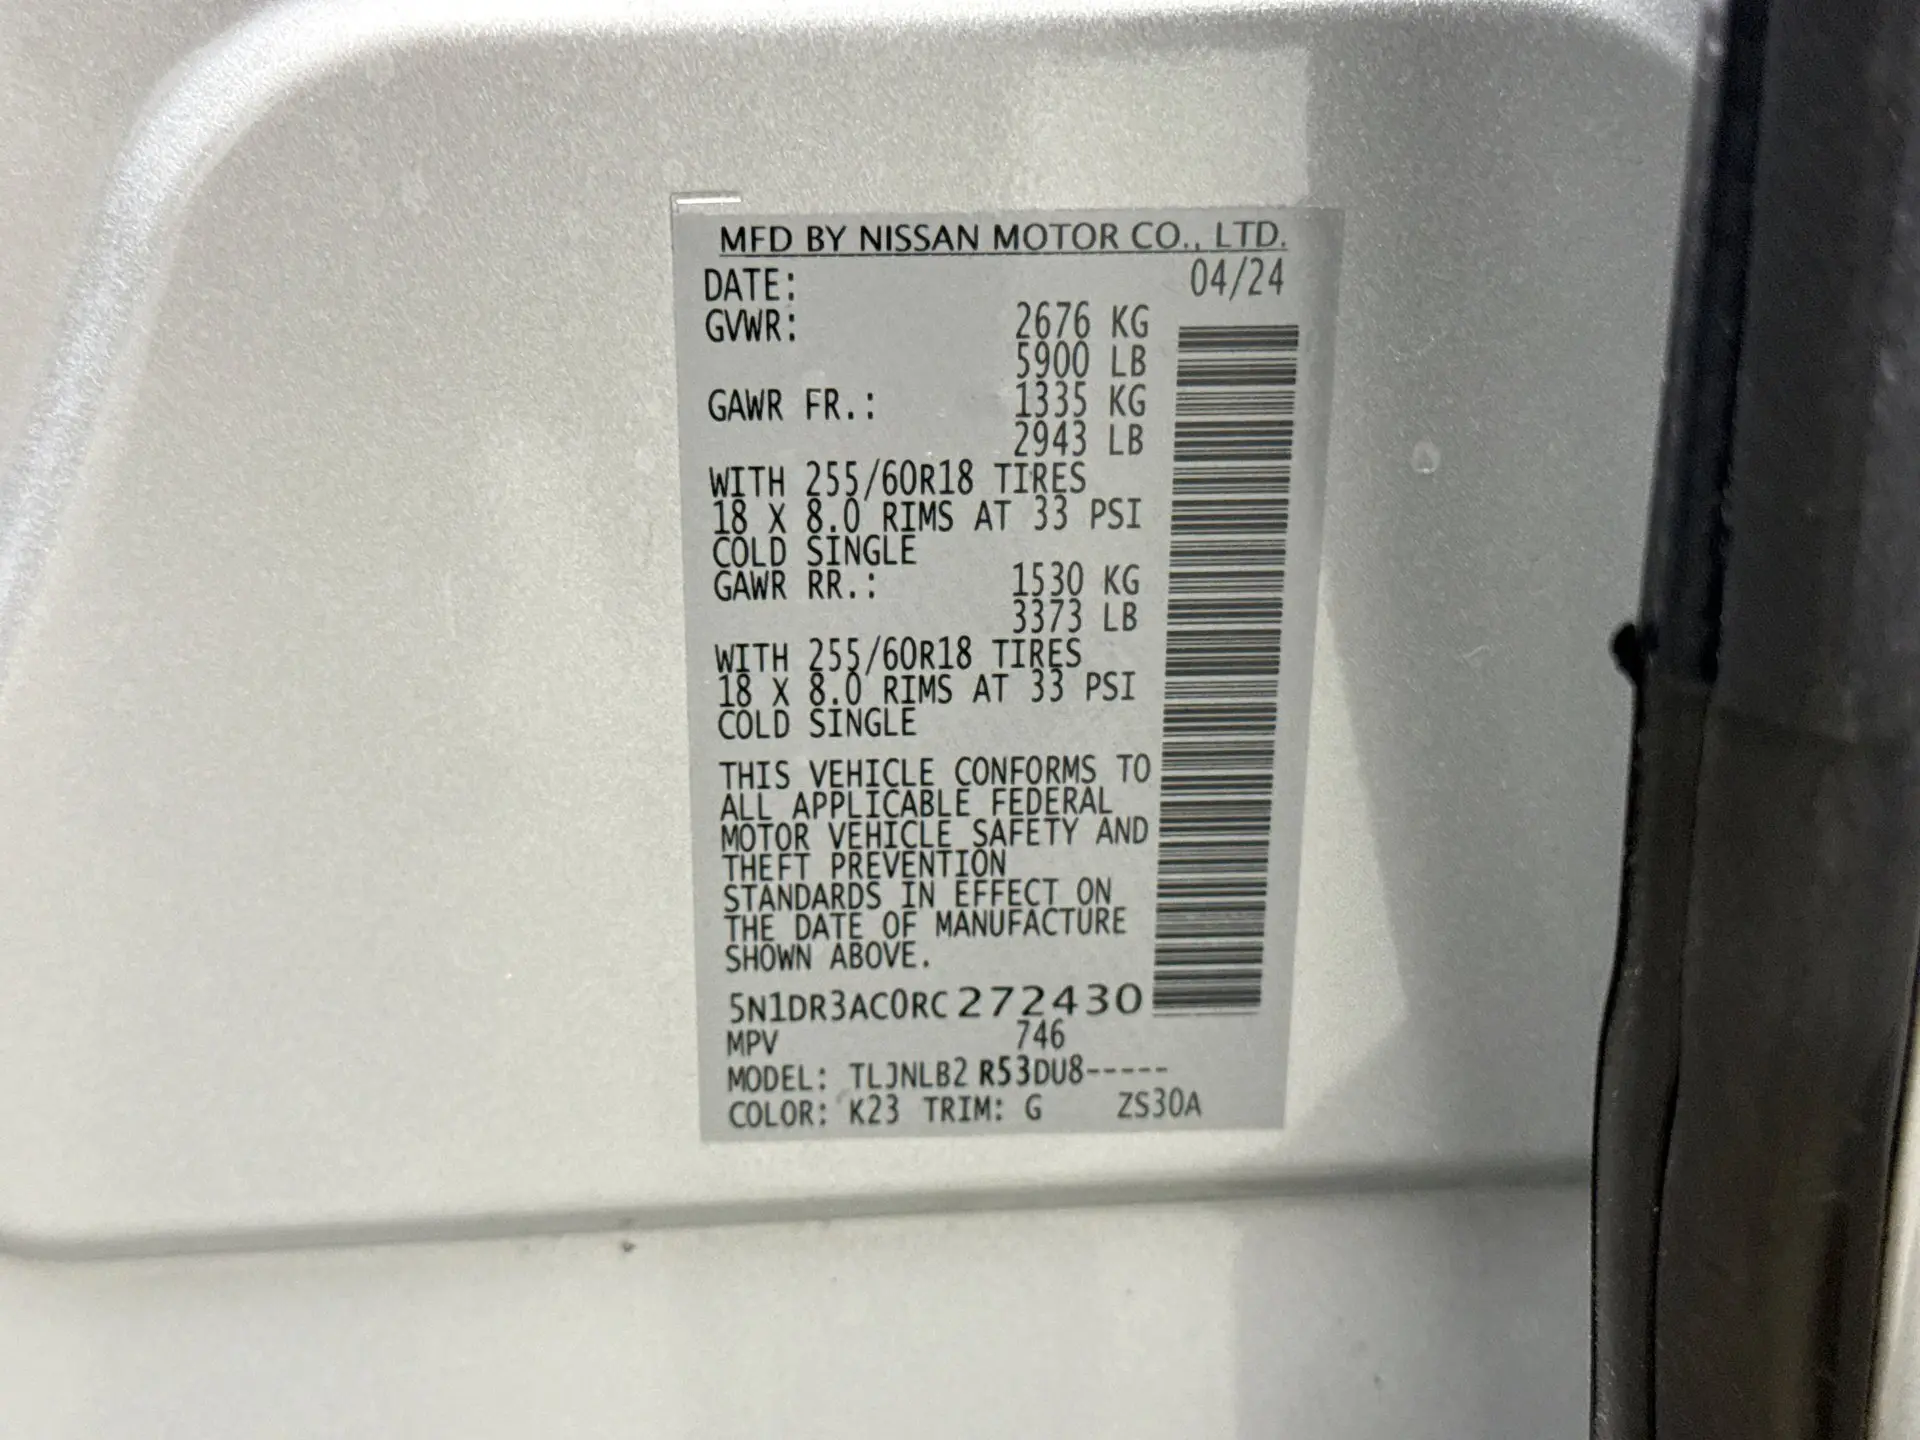 MFD BY NISSAN MOTOR CO., LTD.
DATE: 04/24
GVWR: 2676 KG
5900 LB
GAWR FR.: 1335 KG
2943 LB
WITH 255/60R18 TIRES
18 X 8.0 RIMS AT 33 PSI
COLD SINGLE
GAWR RR.: 1530 KG
3373 LB
WITH 255/60R18 TIRES
18 X 8.0 RIMS AT 33 PSI
COLD SINGLE
THIS VEHICLE CONFORMS TO
ALL APPLICABLE FEDERAL
MOTOR VEHICLE SAFETY AND
THEFT PREVENTION
STANDARDS IN EFFECT ON
THE DATE OF MANUFACTURE
SHOWN ABOVE.
5N1DR3AC0RC272430
MPV 746
MODEL: TLJNLB2 R53DU8-----
COLOR: K23 TRIM: G ZS30A